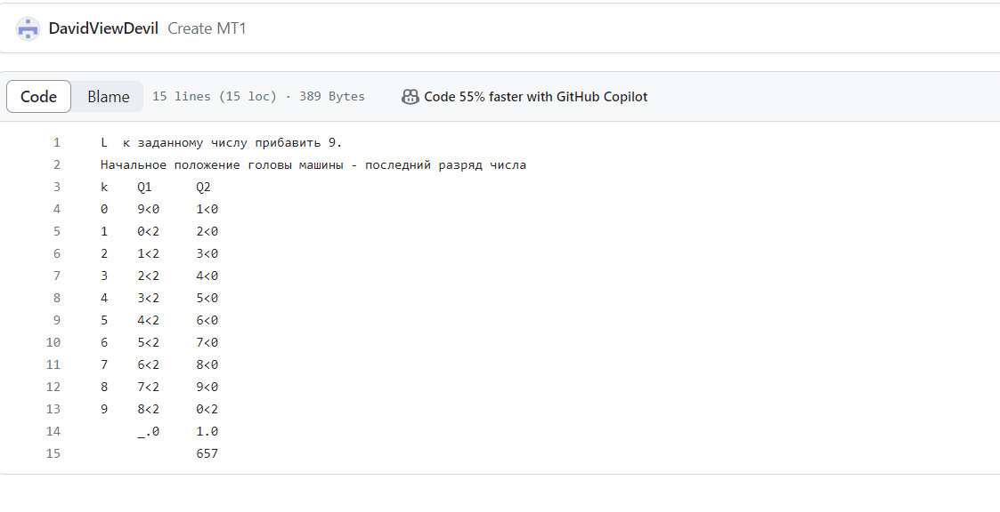 DavidViewDevil Create MT1
Code Blame 15 lines (15 loc) · 389 Bytes Code 55% faster with GitHub Copilot
1 L к заданному числу прибавить 9.
2 Начальное положение головы машины - последний разряд числа
3 k Q1 Q2
4 0 9<0 1<0
5 1 0<2 2<0
6 2 1<2 3<0
7 3 2<2 4<0
8 4 3<2 5<0
9 5 4<2 6<0
10 6 5<2 7<0
11 7 6<2 8<0
12 8 7<2 9<0
13 9 8<2 0<2
14 _.0 1.0
15 657